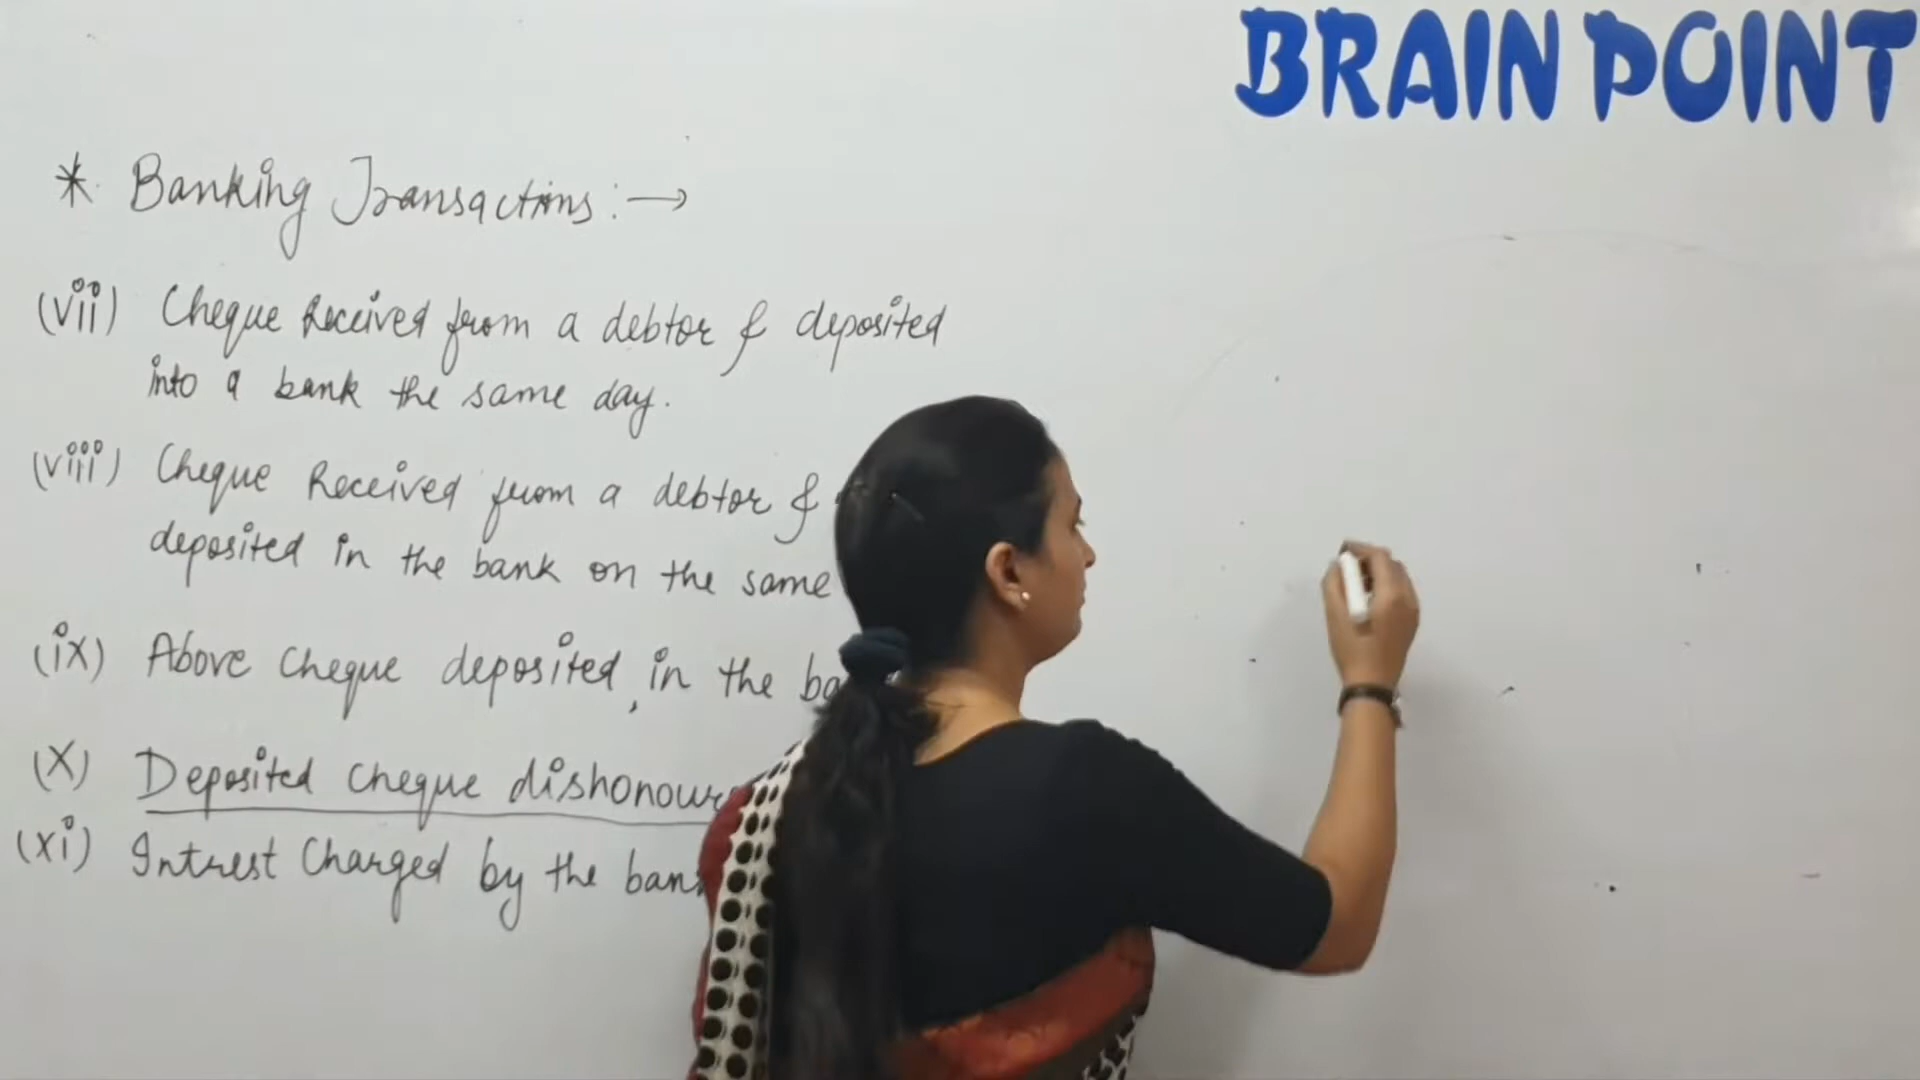 BRAIN POINT
* Banking Transactions :→
(vii) Cheque Received from a debtor & deposited
into a bank the same day.
(viii) Cheque Received from a debtor &
deposited in the bank on the same
(ix) Above Cheque deposited, in the
(X) Deposited Cheque
(xi) Intrest Charged by the